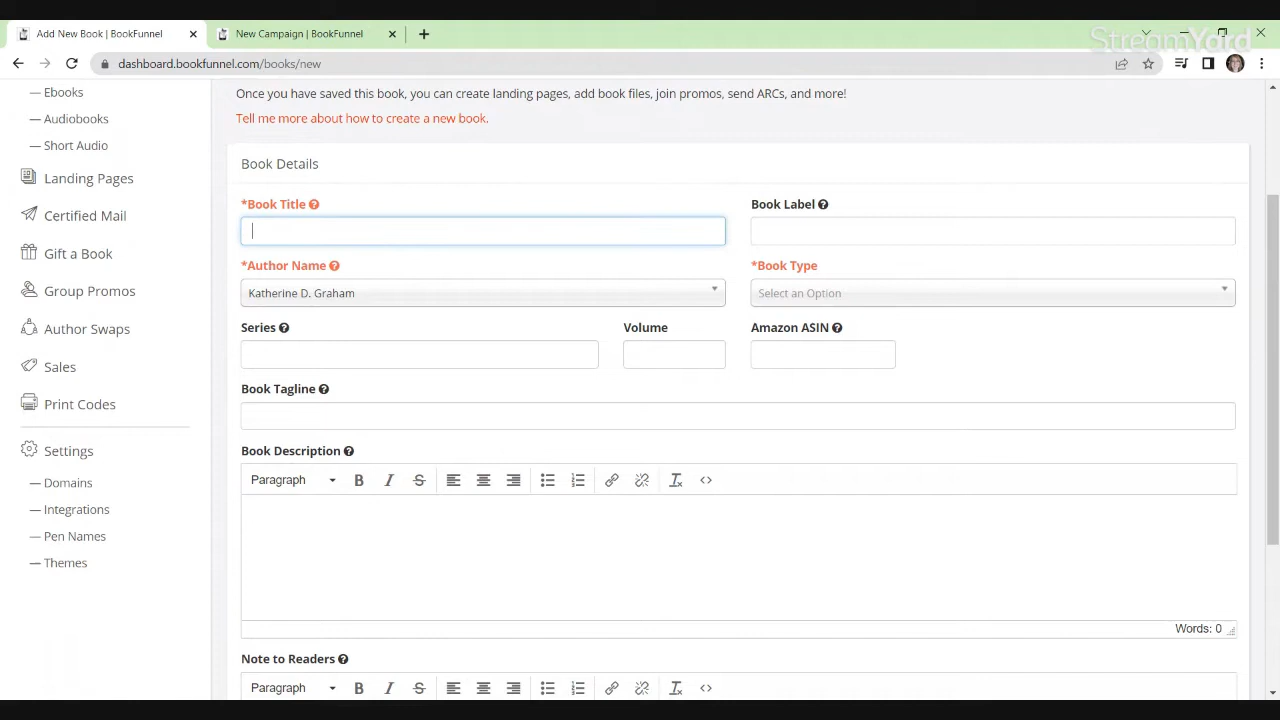 Add New Book | BookFunnel
New Campaign | BookFunnel
StreamYard
dashboard.bookfunnel.com/books/new
— Ebooks
— Audiobooks
— Short Audio
Landing Pages
Certified Mail
Gift a Book
Group Promos
Author Swaps
Sales
Print Codes
Settings
— Domains
— Integrations
— Pen Names
— Themes
Once you have saved this book, you can create landing pages, add book files, join promos, send ARCs, and more!
Tell me more about how to create a new book.
Book Details
*Book Title
Book Label
*Author Name
*Book Type
Katherine D. Graham
Select an Option
Series
Volume
Amazon ASIN
Book Tagline
Book Description
Paragraph
Words: 0
Note to Readers
Paragraph